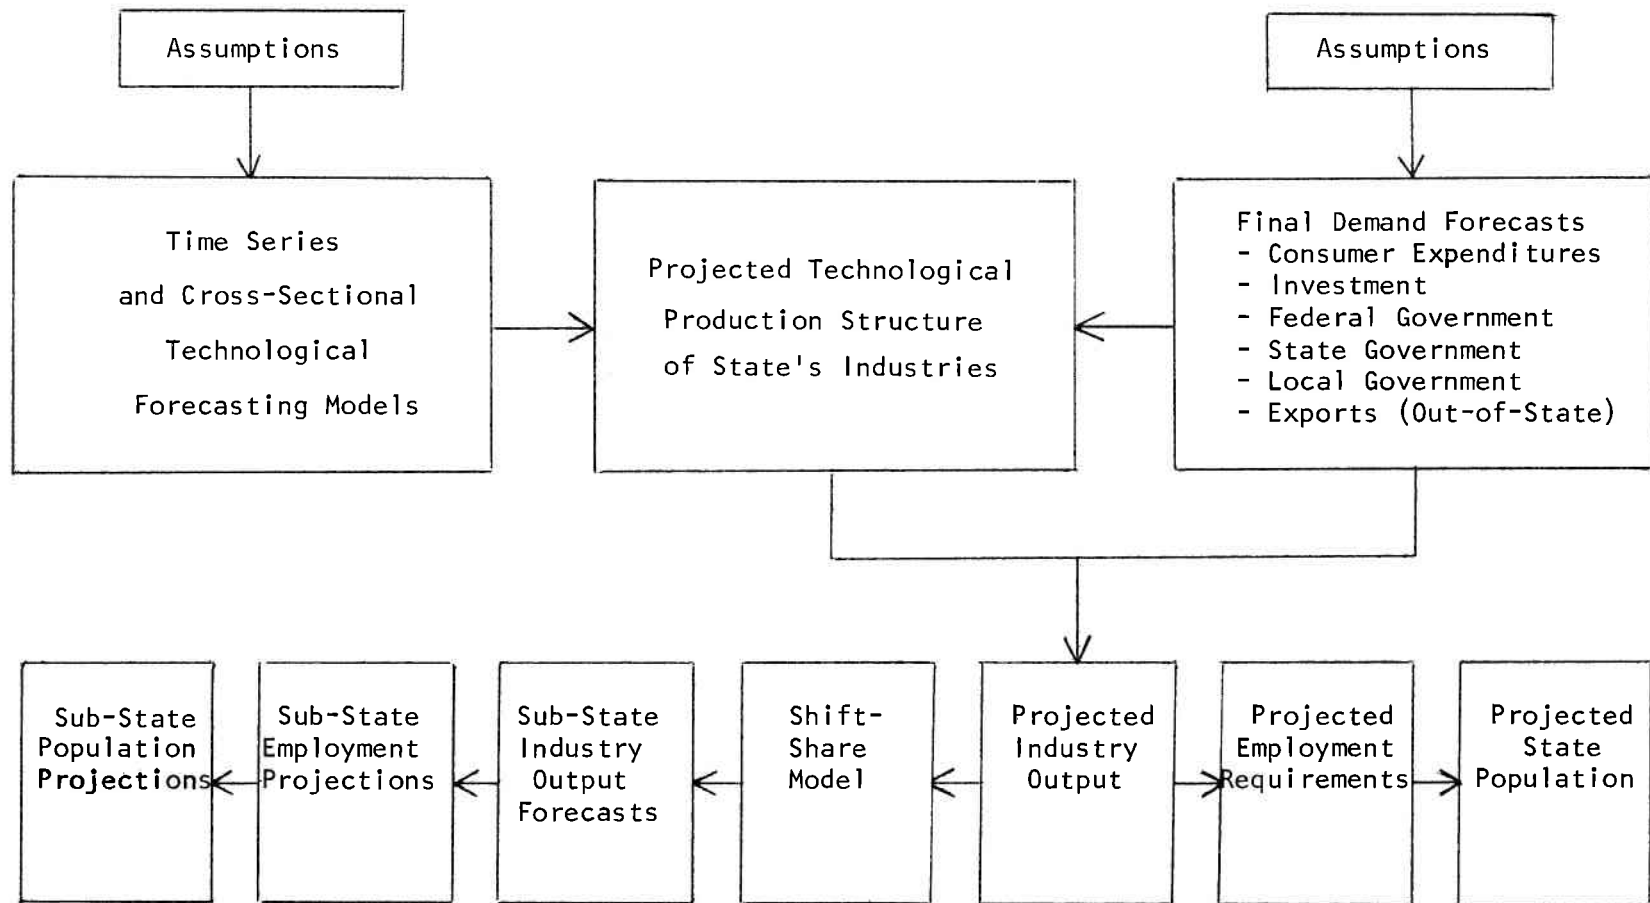 Assumptions
Assumptions
Time Series
and Cross-Sectional
Technological
Forecasting Models
Projected Technological
Production Structure
of State's Industries
Final Demand Forecasts
- Consumer Expenditures
- Investment
- Federal Government
- State Government
- Local Government
- Exports (Out-of-State)
Sub-State
Population
Projections
Sub-State
Employment
Projections
Sub-State
Industry
Output
Forecasts
Shift-
Share
Model
Projected
Industry
Output
Projected
Employment
Requirements
Projected
State
Population